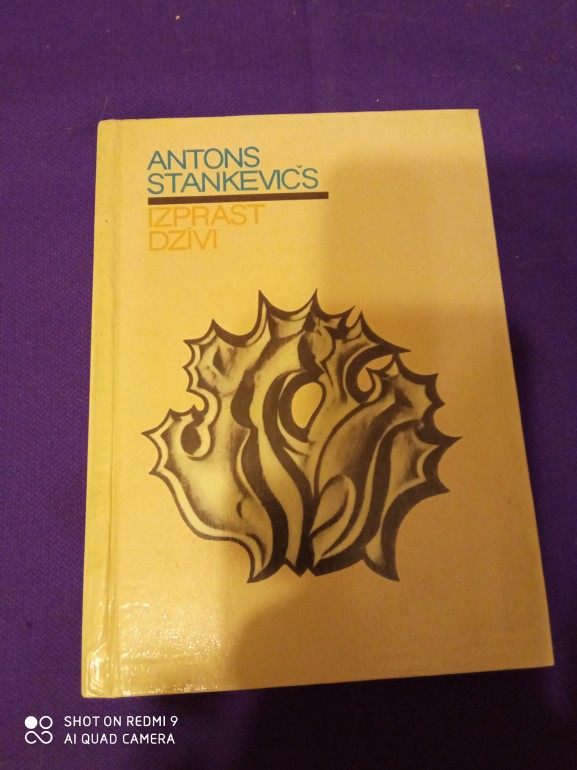 ANTONS
STANKEVIČS
IZPRAST
DZĪVI
SHOT ON REDMI 9
AI QUAD CAMERA